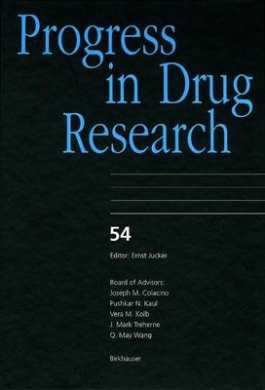 Progress
in Drug
Research
54
Editor: Ernst Jucker
Board of Advisors:
Joseph M. Colacino
Pushkar N. Kaul
Vera M. Kolb
J. Mark Treherne
Q. May Wang
Birkhäuser